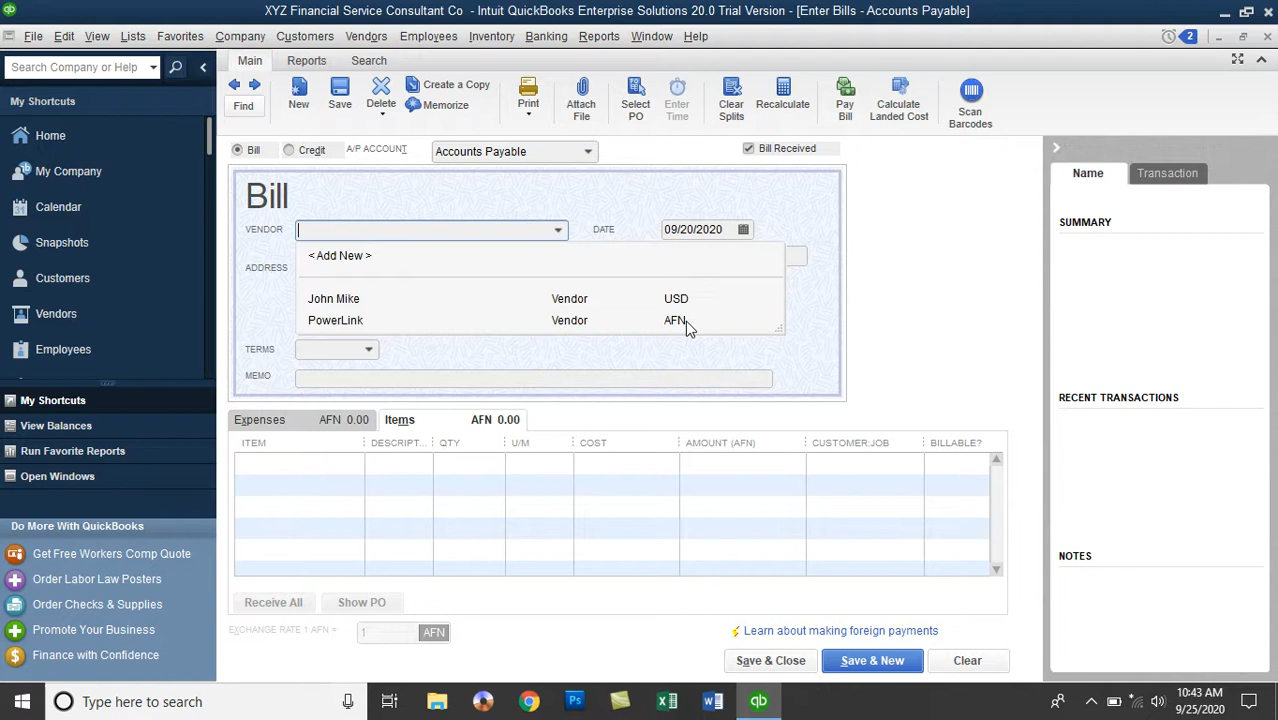 XYZ Financial Service Consultant Co - Intuit QuickBooks Enterprise Solutions 20.0 Trial Version - [Enter Bills - Accounts Payable]
File Edit View Lists Favorites Company Customers Vendors Employees Inventory Banking Reports Window Help 2
Search Company or Help
My Shortcuts
Home
My Company
Calendar
Snapshots
Customers
Vendors
Employees
My Shortcuts
View Balances
Run Favorite Reports
Open Windows
Do More With QuickBooks
Get Free Workers Comp Quote
Order Labor Law Posters
Order Checks & Supplies
Promote Your Business
Finance with Confidence
Main Reports Search
Find New Save Delete Create a Copy Memorize Print Attach File Select PO Enter Time Clear Splits Recalculate Pay Bill Calculate Landed Cost Scan Barcodes
Bill Credit A/P ACCOUNT Accounts Payable Bill Received
Bill
VENDOR DATE 09/20/2020
< Add New >
ADDRESS
John Mike Vendor USD
PowerLink Vendor AFN
TERMS
MEMO
Expenses AFN 0.00 Items AFN 0.00
ITEM DESCRIPT... QTY U/M COST AMOUNT (AFN) CUSTOMER:JOB BILLABLE?
Receive All Show PO
EXCHANGE RATE 1 AFN = 1 AFN
Learn about making foreign payments
Save & Close Save & New Clear
Name Transaction
SUMMARY
RECENT TRANSACTIONS
NOTES
Type here to search
10:43 AM
9/25/2020